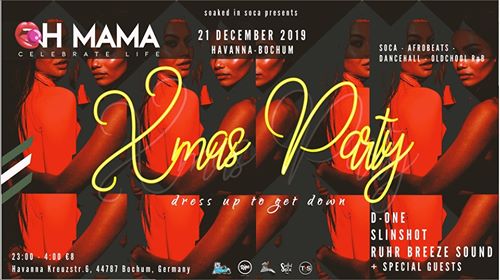 soaked in soca presents
OH MAMA
CELEBRATE LIFE
21 DECEMBER 2019
HAVANNA-BOCHUM
SOCA - AFROBEATS -
DANCEHALL - OLDCHOOL RnB
Xmas Party
dress up to get down
D-ONE
SLINSHOT
RUHR BREEZE SOUND
+ SPECIAL GUESTS
23:00 - 4:00 €8
Havanna Kreuzstr.6, 44787 Bochum, Germany
T·S